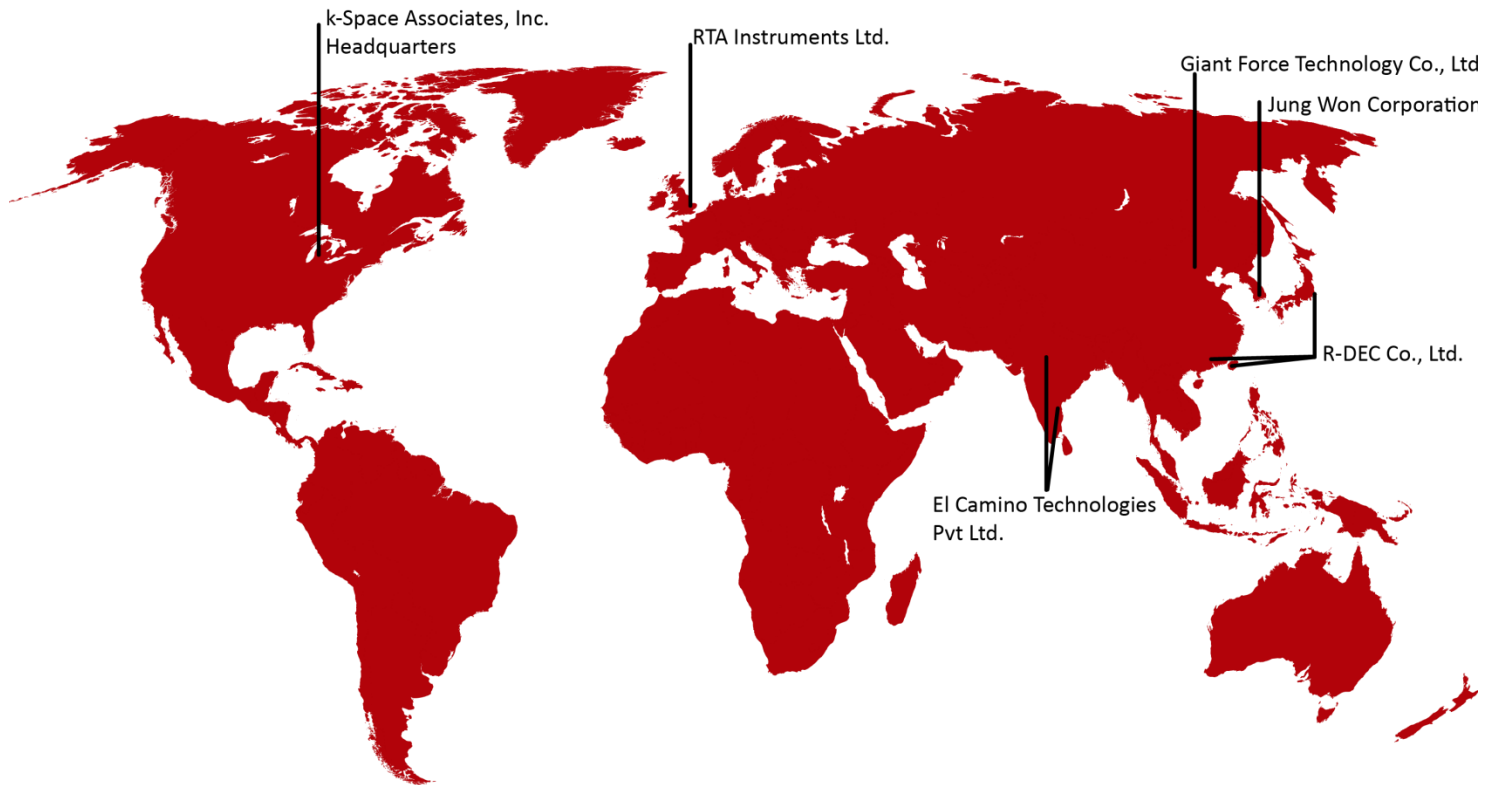 k-Space Associates, Inc.
Headquarters
RTA Instruments Ltd.
Giant Force Technology Co., Ltd
Jung Won Corporation
R-DEC Co., Ltd.
El Camino Technologies
Pvt Ltd.